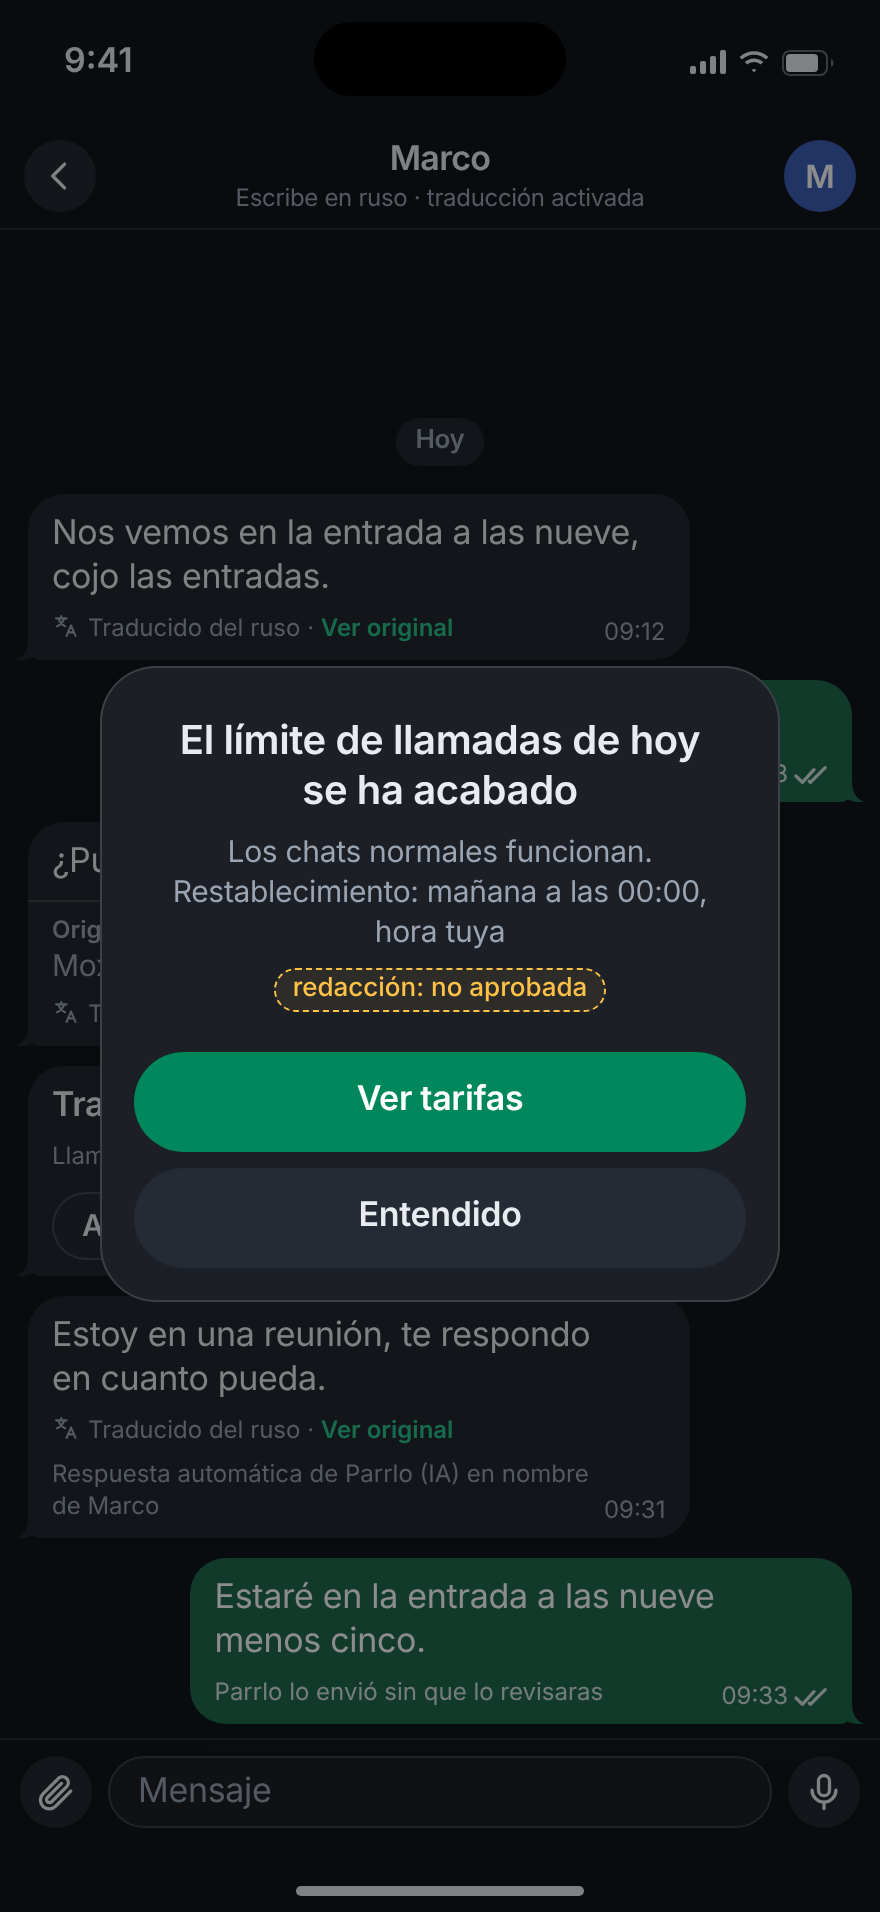 9:41
Marco
Escribe en ruso · traducción activada
M
Hoy
Nos vemos en la entrada a las nueve,
cojo las entradas.
Traducido del ruso · Ver original
09:12
El límite de llamadas de hoy
se ha acabado
Los chats normales funcionan.
Restablecimiento: mañana a las 00:00,
hora tuya
redacción: no aprobada
Ver tarifas
Entendido
Estoy en una reunión, te respondo
en cuanto pueda.
Traducido del ruso · Ver original
Respuesta automática de Parrlo (IA) en nombre
de Marco
09:31
Estaré en la entrada a las nueve
menos cinco.
Parrlo lo envió sin que lo revisaras
09:33
Mensaje